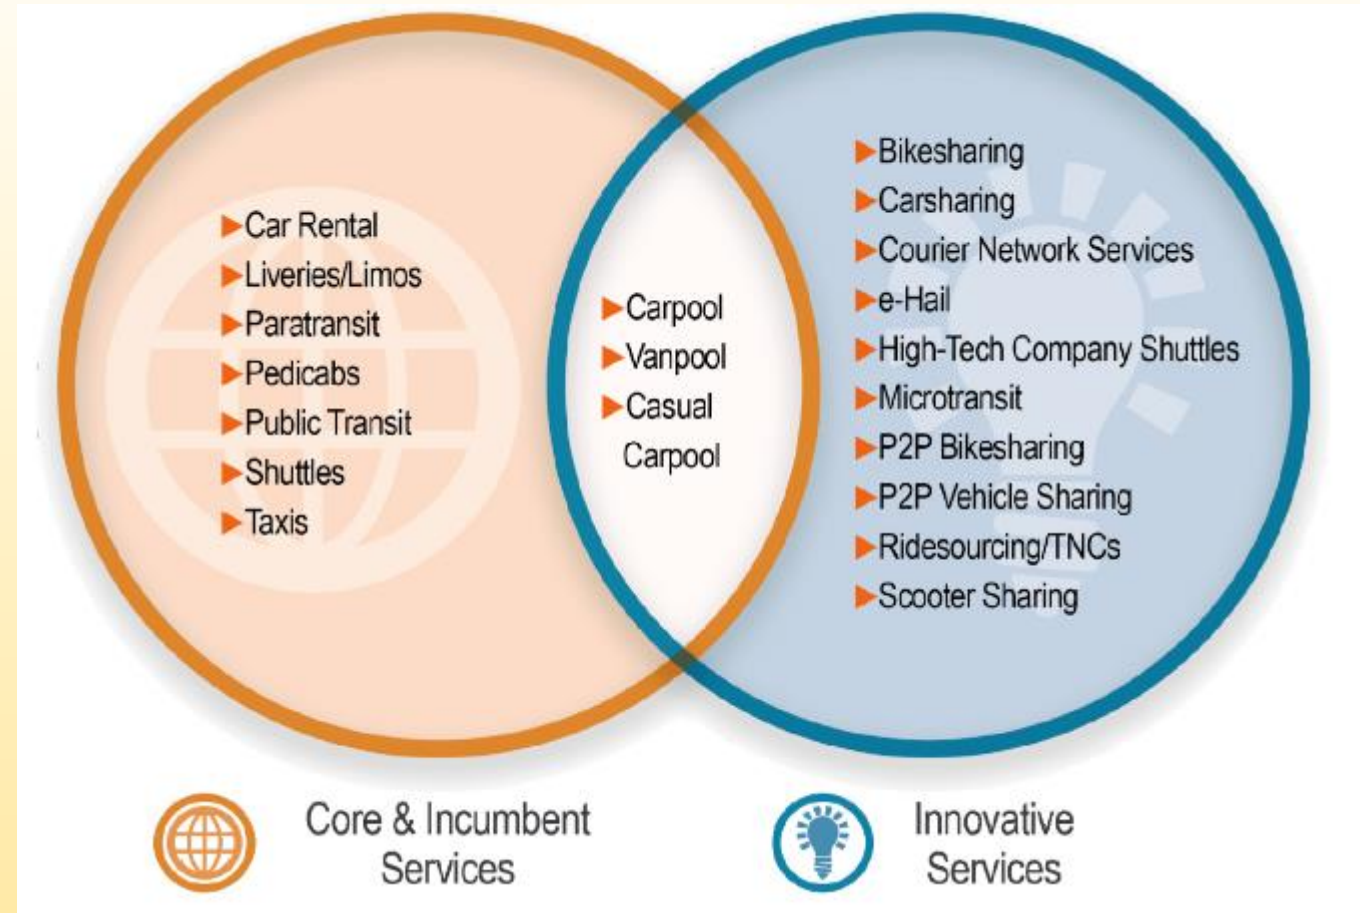 Car Rental
Liveries/Limos
Paratransit
Pedicabs
Public Transit
Shuttles
Taxis
Carpool
Vanpool
Casual
Carpool
Bikesharing
Carsharing
Courier Network Services
e-Hail
High-Tech Company Shuttles
Microtransit
P2P Bikesharing
P2P Vehicle Sharing
Ridesourcing/TNCs
Scooter Sharing
Core & Incumbent
Services
Innovative
Services